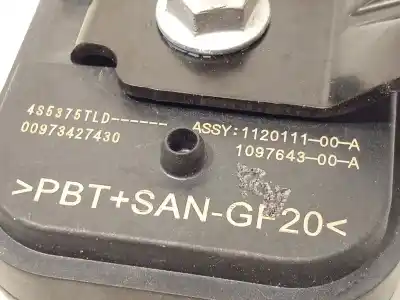 4S5375TLD------ ASSY:1120111-00-A
00973427430 1097643-00-A
>PBT+SAN-GF20<